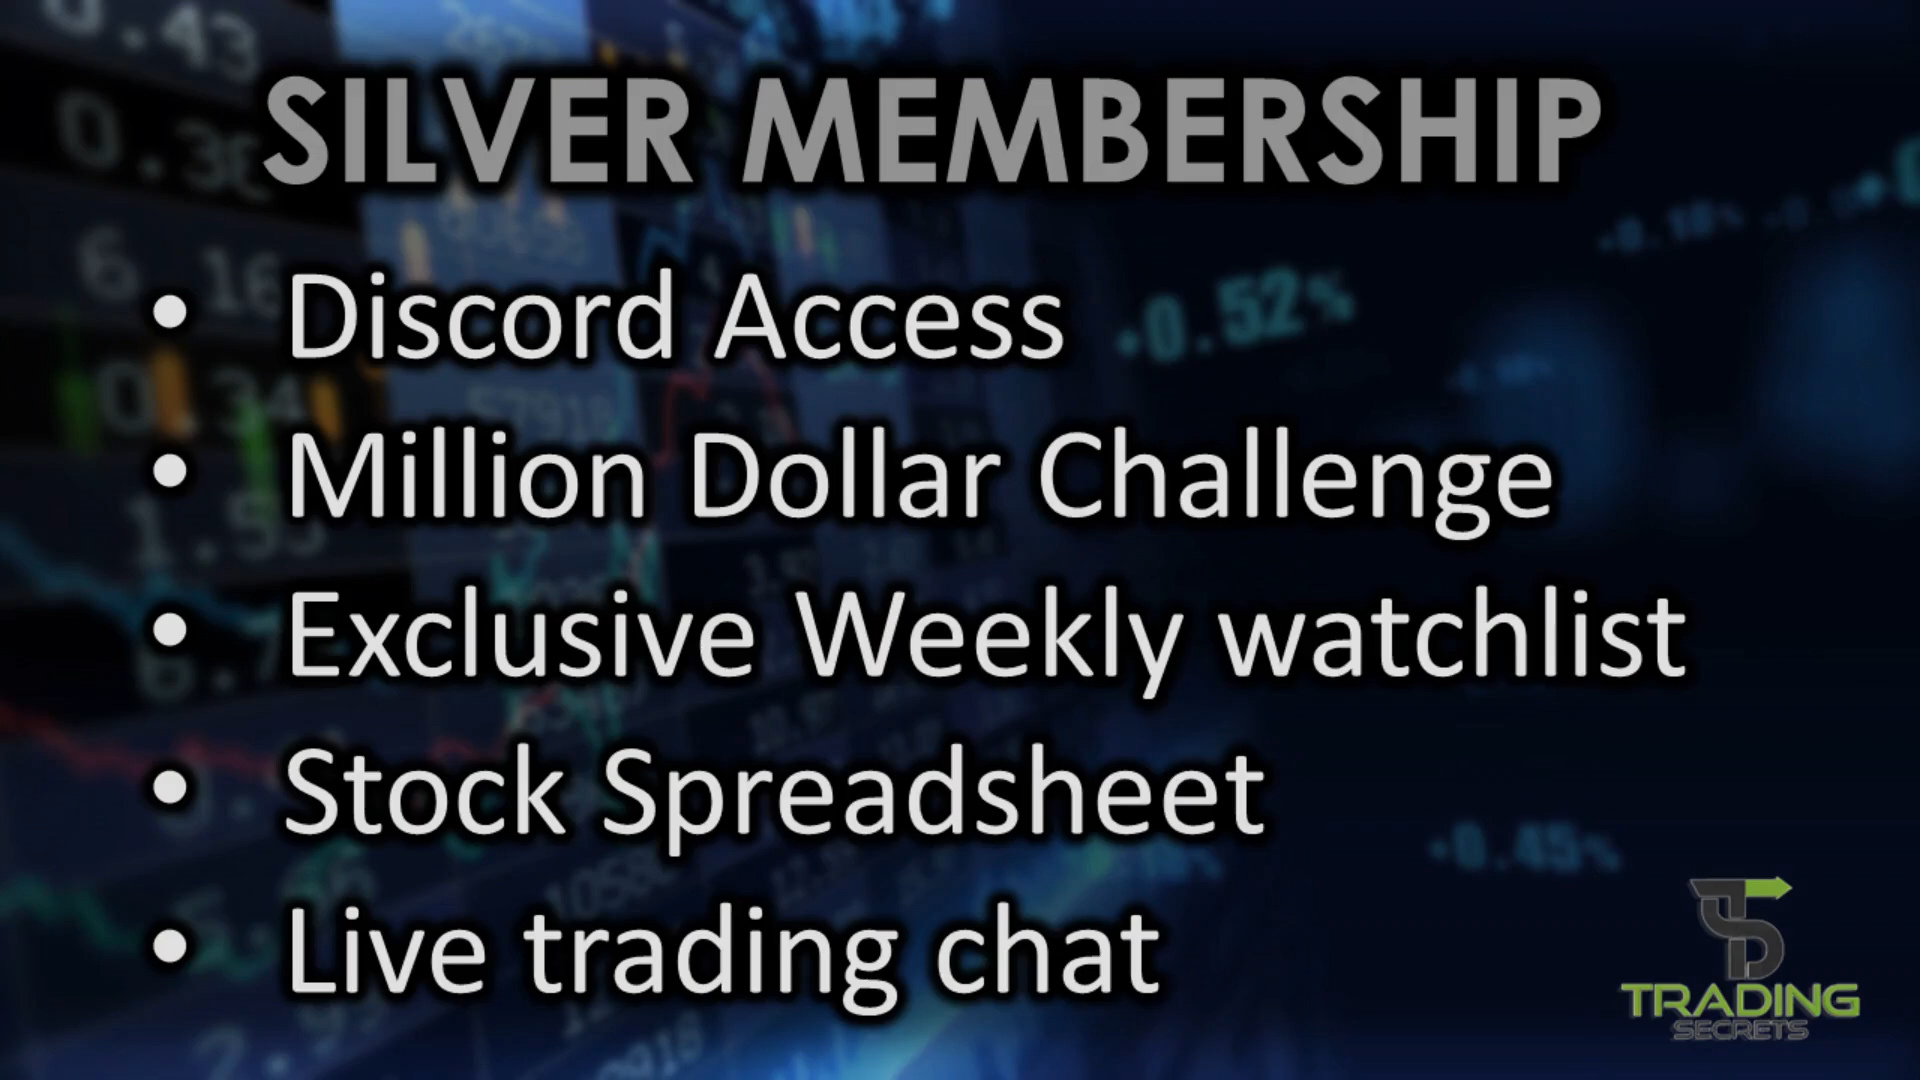 SILVER MEMBERSHIP
• Discord Access
• Million Dollar Challenge
• Exclusive Weekly watchlist
• Stock Spreadsheet
• Live trading chat
TRADING
SECRETS